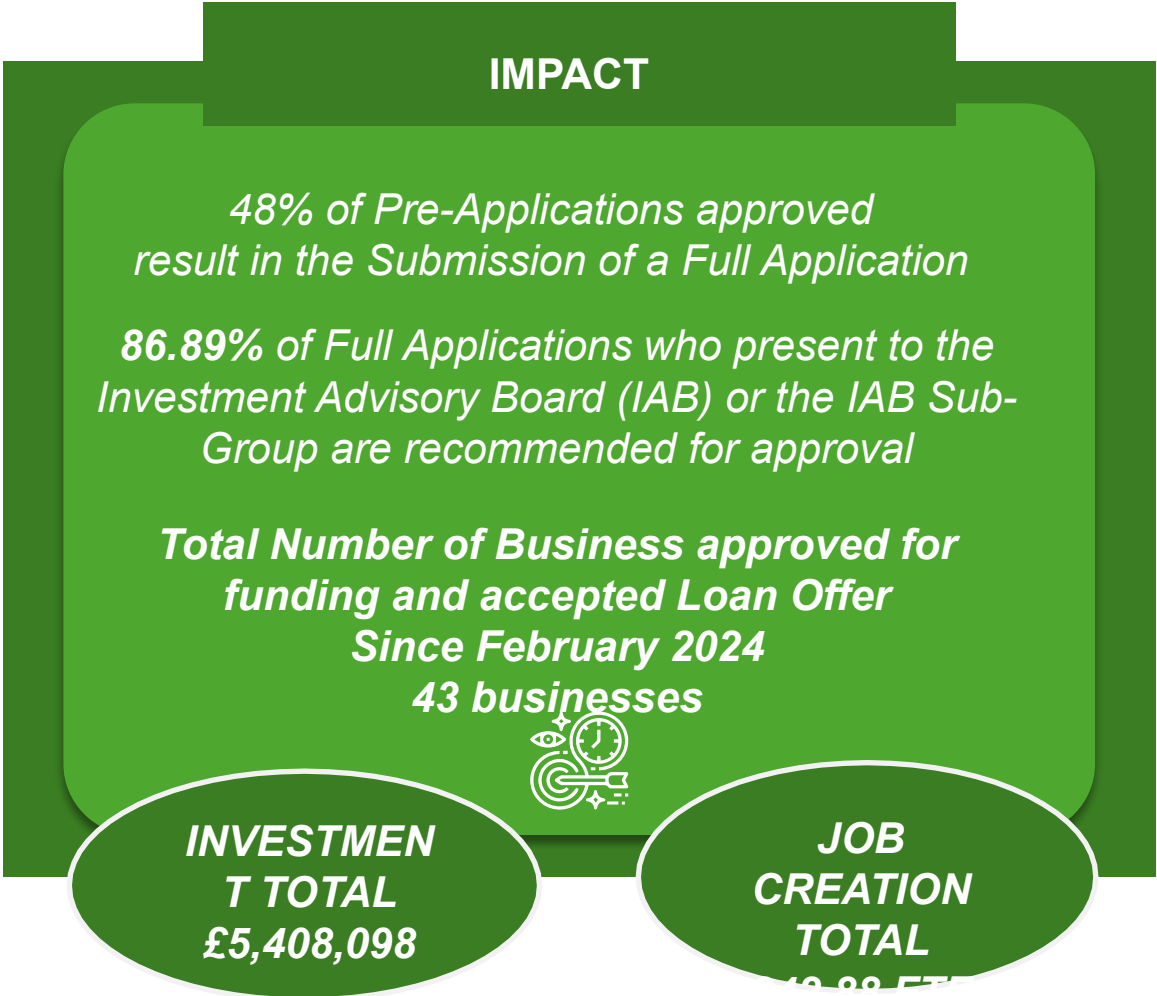 IMPACT
48% of Pre-Applications approved
result in the Submission of a Full Application
86.89% of Full Applications who present to the
Investment Advisory Board (IAB) or the IAB Sub-
Group are recommended for approval
Total Number of Business approved for
funding and accepted Loan Offer
Since February 2024
43 businesses
INVESTMEN
T TOTAL
£5,408,098
JOB
CREATION
TOTAL